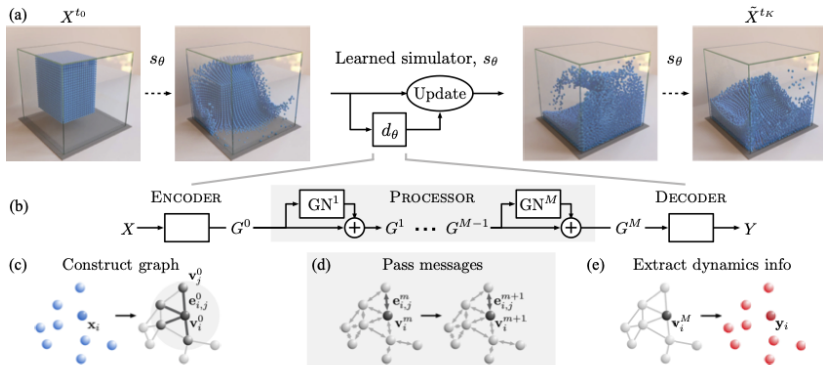 (a)
X^{t_0}
s_θ
Learned simulator, s_θ
Update
d_θ
s_θ
X̃^{t_K}
(b)
ENCODER
PROCESSOR
DECODER
X
G^0
GN^1
+
G^1
...
G^{M-1}
GN^M
+
G^M
Y
(c)
Construct graph
x_i
v_j^0
e_{i,j}^0
v_i^0
(d)
Pass messages
e_{i,j}^m
v_i^m
e_{i,j}^{m+1}
v_i^{m+1}
(e)
Extract dynamics info
v_i^M
y_i